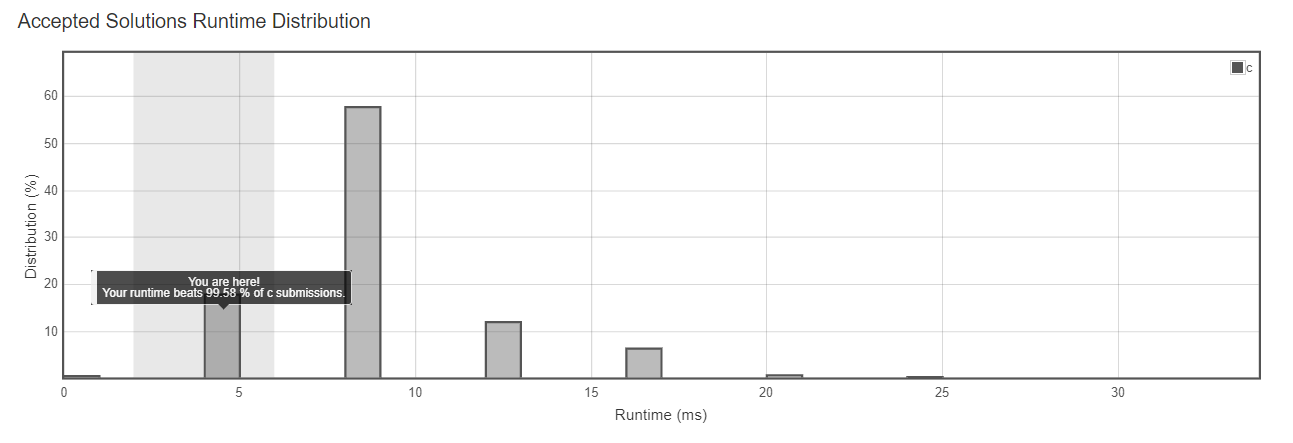 Accepted Solutions Runtime Distribution
c
60
50
40
30
20
10
Distribution (%)
You are here!
Your runtime beats 99.58 % of c submissions.
0 5 10 15 20 25 30
Runtime (ms)